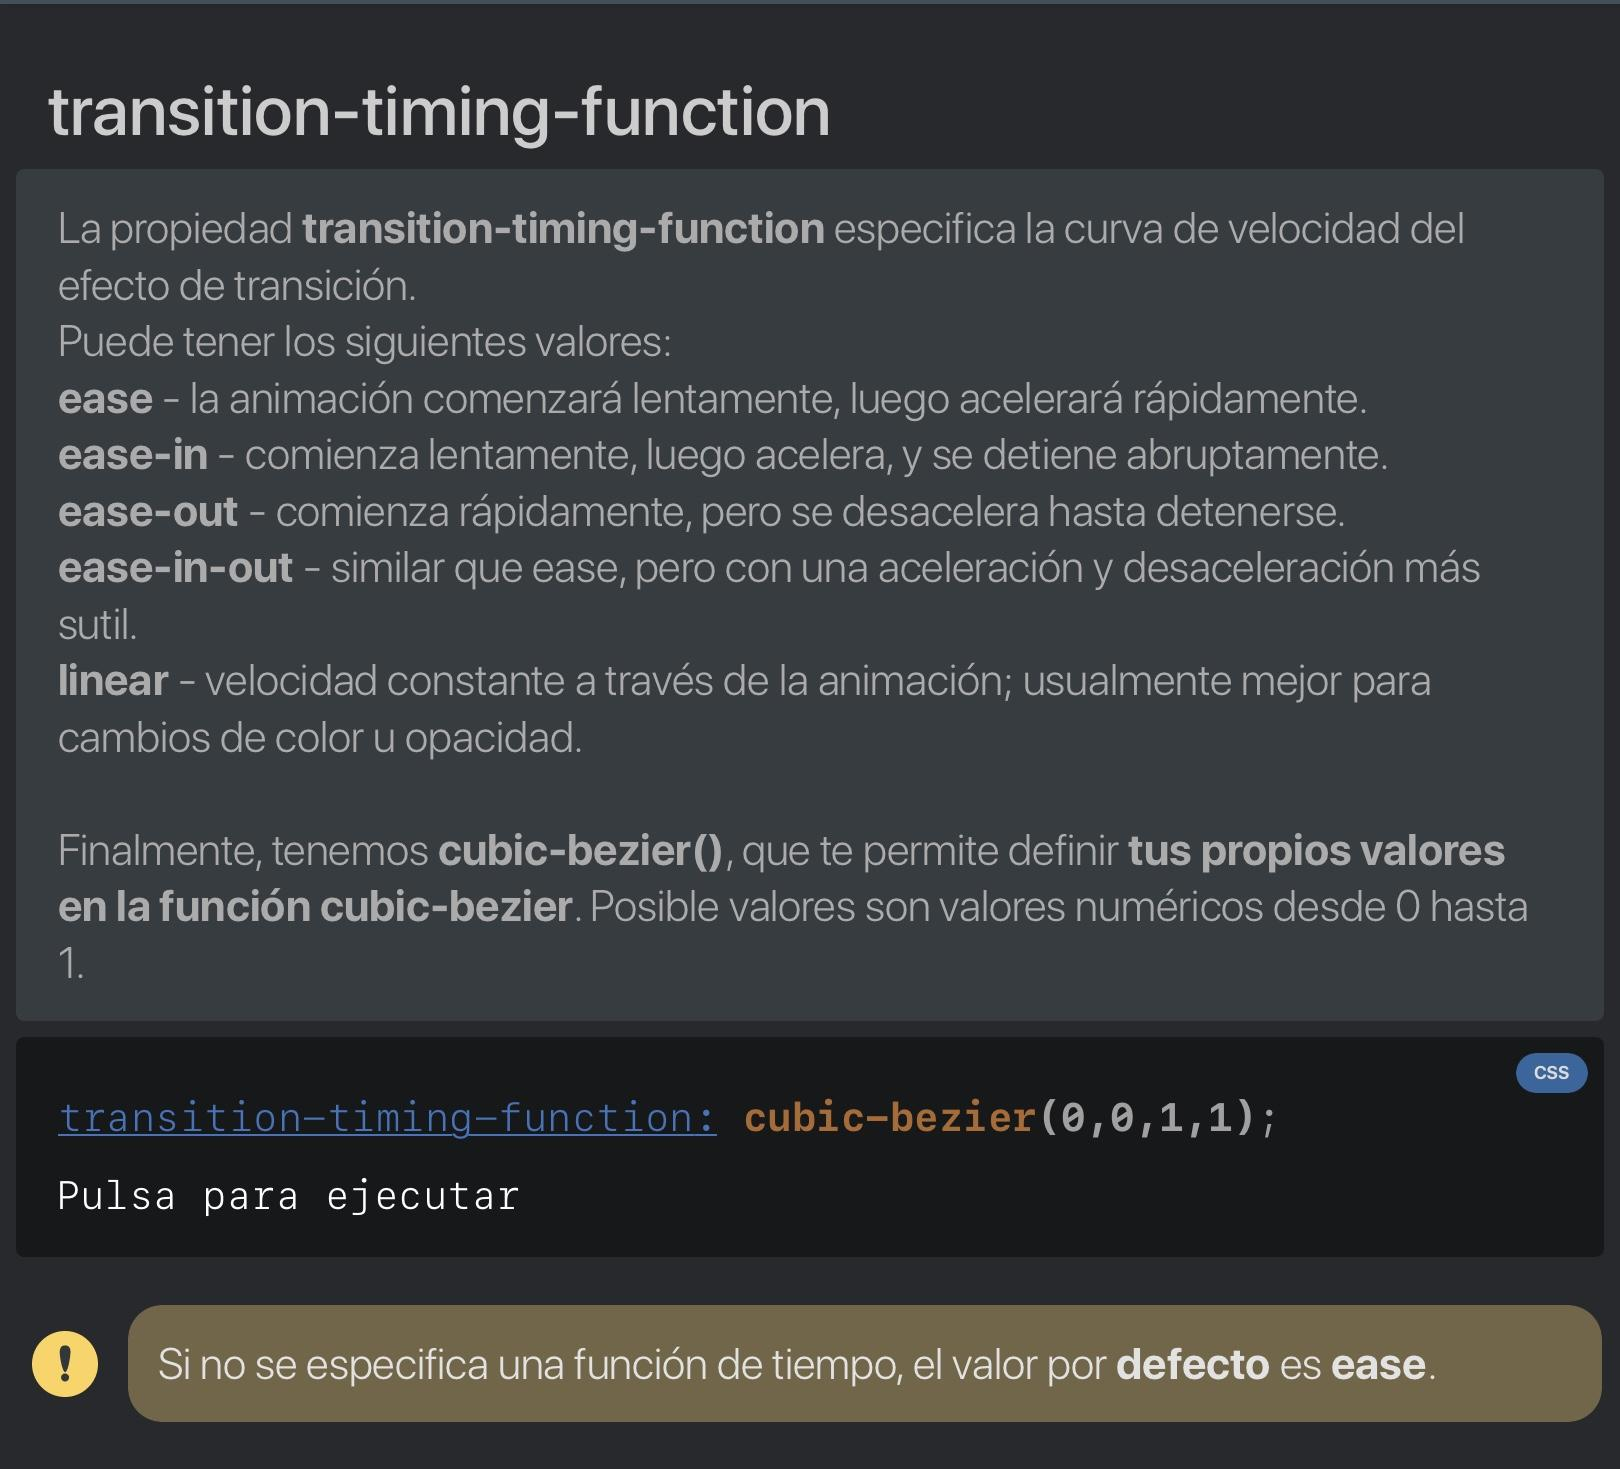 transition-timing-function
La propiedad transition-timing-function especifica la curva de velocidad del
efecto de transición.
Puede tener los siguientes valores:
ease - la animación comenzará lentamente, luego acelerará rápidamente.
ease-in - comienza lentamente, luego acelera, y se detiene abruptamente.
ease-out - comienza rápidamente, pero se desacelera hasta detenerse.
ease-in-out - similar que ease, pero con una aceleración y desaceleración más
sutil.
linear - velocidad constante a través de la animación; usualmente mejor para
cambios de color u opacidad.
Finalmente, tenemos cubic-bezier(), que te permite definir tus propios valores
en la función cubic-bezier. Posible valores son valores numéricos desde 0 hasta
1.
CSS
transition-timing-function: cubic-bezier(0,0,1,1);
Pulsa para ejecutar
Si no se especifica una función de tiempo, el valor por defecto es ease.